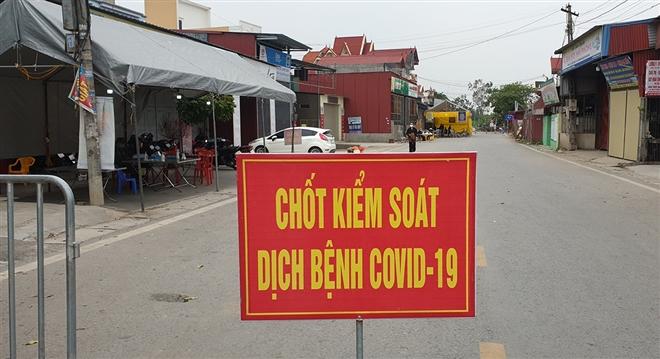 CHỐT KIỂM SOÁT
DỊCH BỆNH COVID-19